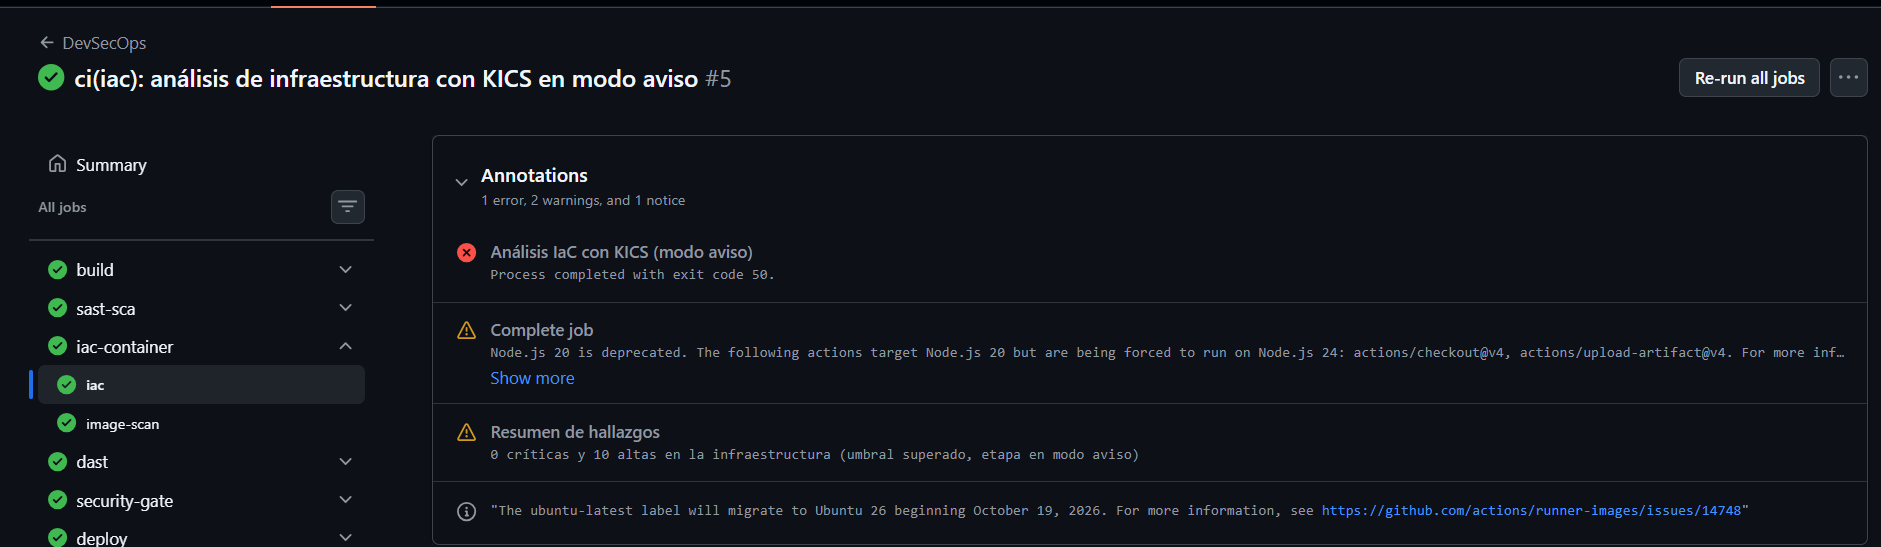 DevSecOps
ci(iac): análisis de infraestructura con KICS en modo aviso #5
Re-run all jobs
Summary
All jobs
build
sast-sca
iac-container
iac
image-scan
dast
security-gate
deploy
Annotations
1 error, 2 warnings, and 1 notice
Análisis IaC con KICS (modo aviso)
Process completed with exit code 50.
Complete job
Node.js 20 is deprecated. The following actions target Node.js 20 but are being forced to run on Node.js 24: actions/checkout@v4, actions/upload-artifact@v4. For more inf…
Show more
Resumen de hallazgos
0 críticas y 10 altas en la infraestructura (umbral superado, etapa en modo aviso)
"The ubuntu-latest label will migrate to Ubuntu 26 beginning October 19, 2026. For more information, see https://github.com/actions/runner-images/issues/14748"